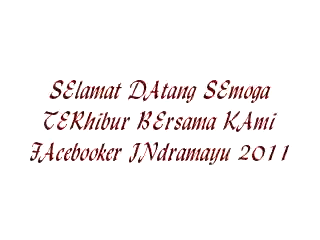 SElamat DAtang SEmoga
TERhibur BErsama KAmi
FAcebooker INdramayu 2011